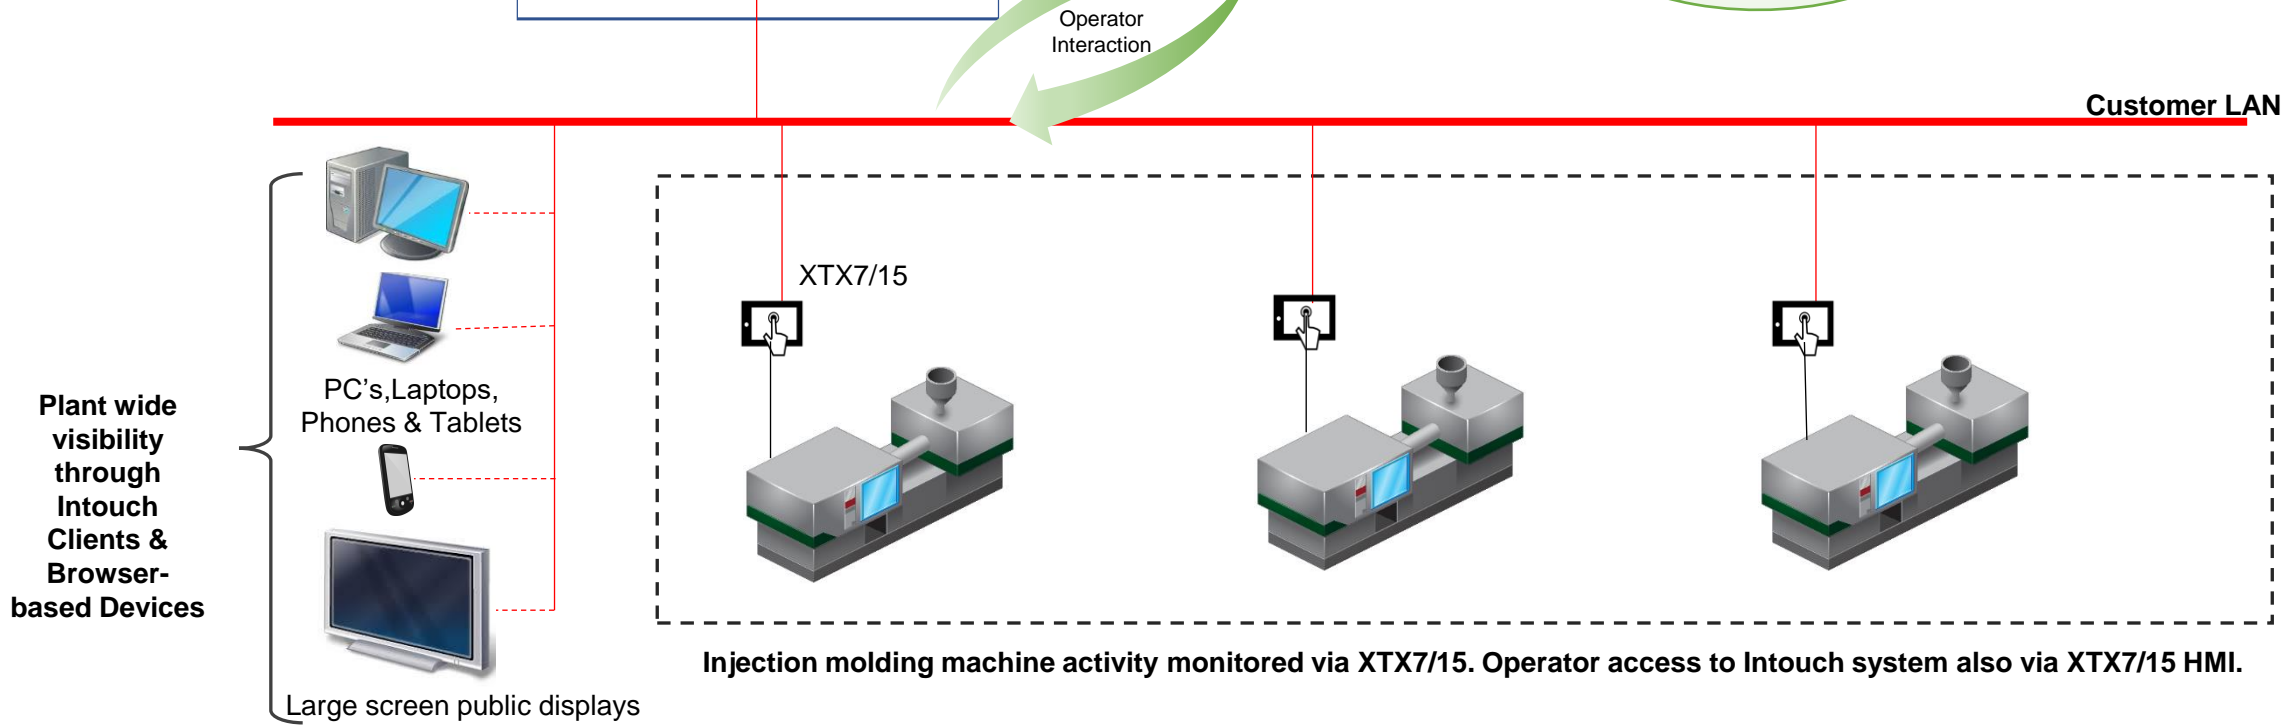 Operator
Interaction
Customer LAN
XTX7/15
PC's,Laptops,
Phones & Tablets
Plant wide
visibility
through
Intouch
Clients &
Browser-
based Devices
Large screen public displays
Injection molding machine activity monitored via XTX7/15. Operator access to Intouch system also via XTX7/15 HMI.